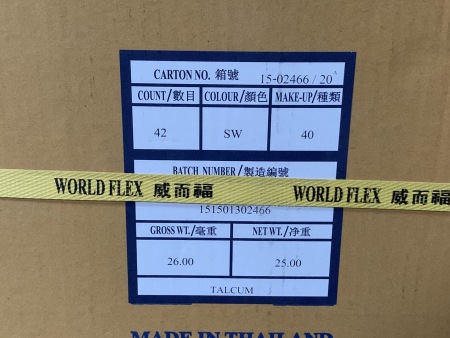 CARTON NO. 箱號 15-02466 / 20 A
COUNT/數目 COLOUR/顏色 MAKE-UP/種類
42 SW 40
BATCH NUMBER/製造編號
WORLD FLEX 威而福 WORLD FLEX 威而福
151501302466
GROSS WT./毫重 NET WT./净重
26.00 25.00
TALCUM
MADE IN THAILAND